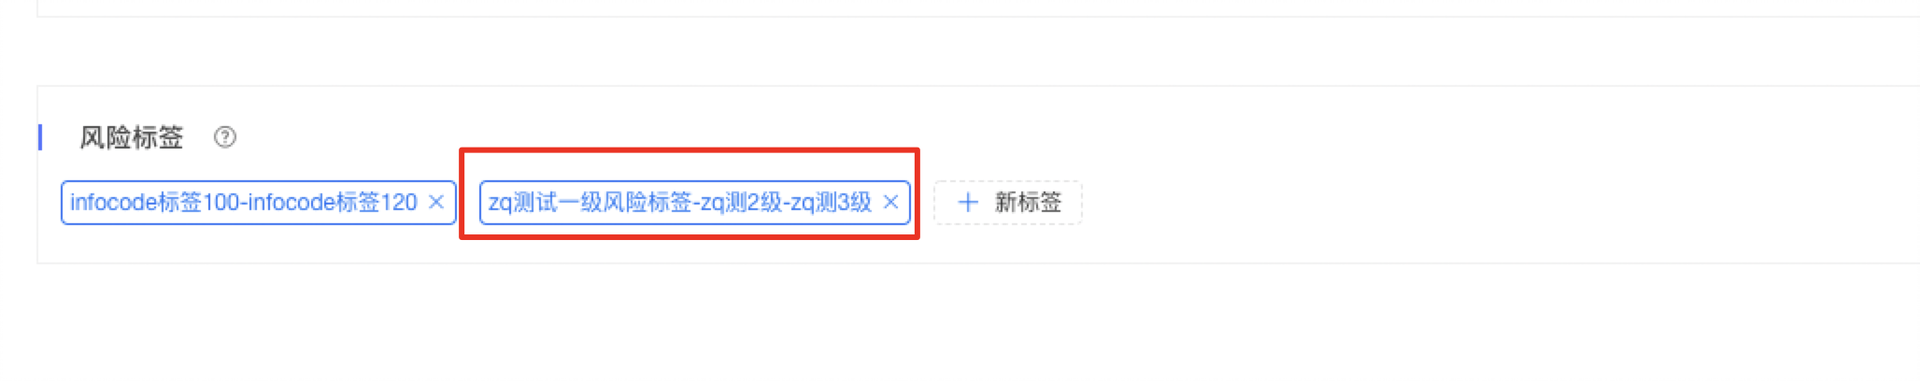 风险标签 ?
infocode标签100-infocode标签120 × zq测试一级风险标签-zq测2级-zq测3级 × + 新标签